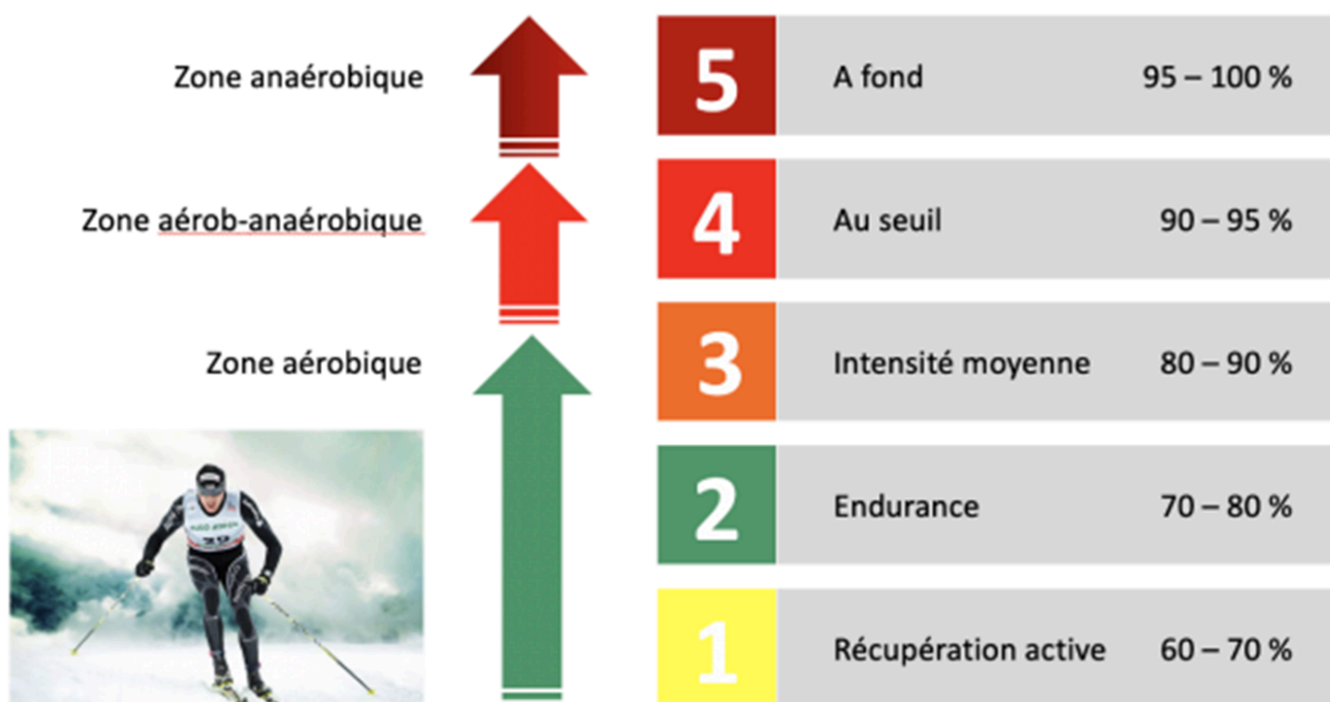 Zone anaérobique
5 A fond 95 – 100 %
Zone aérob-anaérobique
4 Au seuil 90 – 95 %
Zone aérobique
3 Intensité moyenne 80 – 90 %
2 Endurance 70 – 80 %
1 Récupération active 60 – 70 %